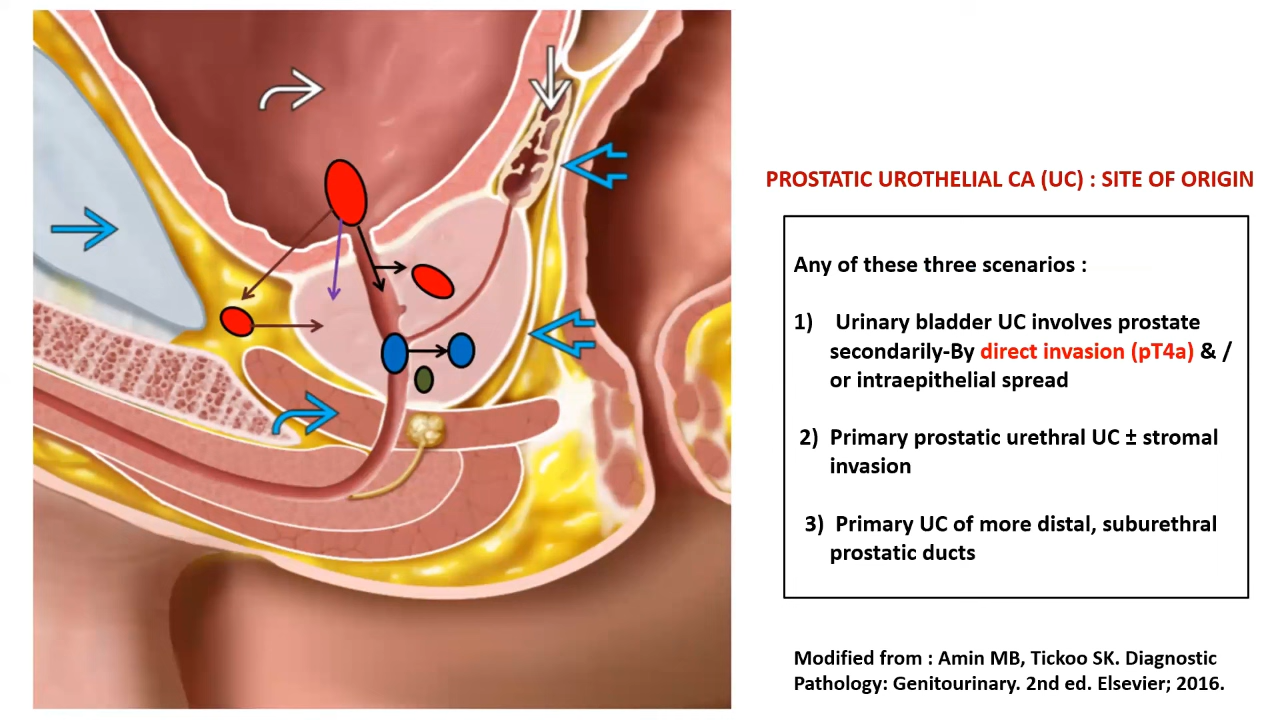 PROSTATIC UROTHELIAL CA (UC) : SITE OF ORIGIN
Any of these three scenarios :
1) Urinary bladder UC involves prostate
secondarily-By direct invasion (pT4a) & /
or intraepithelial spread
2) Primary prostatic urethral UC ± stromal
invasion
3) Primary UC of more distal, suburethral
prostatic ducts
Modified from : Amin MB, Tickoo SK. Diagnostic
Pathology: Genitourinary. 2nd ed. Elsevier; 2016.